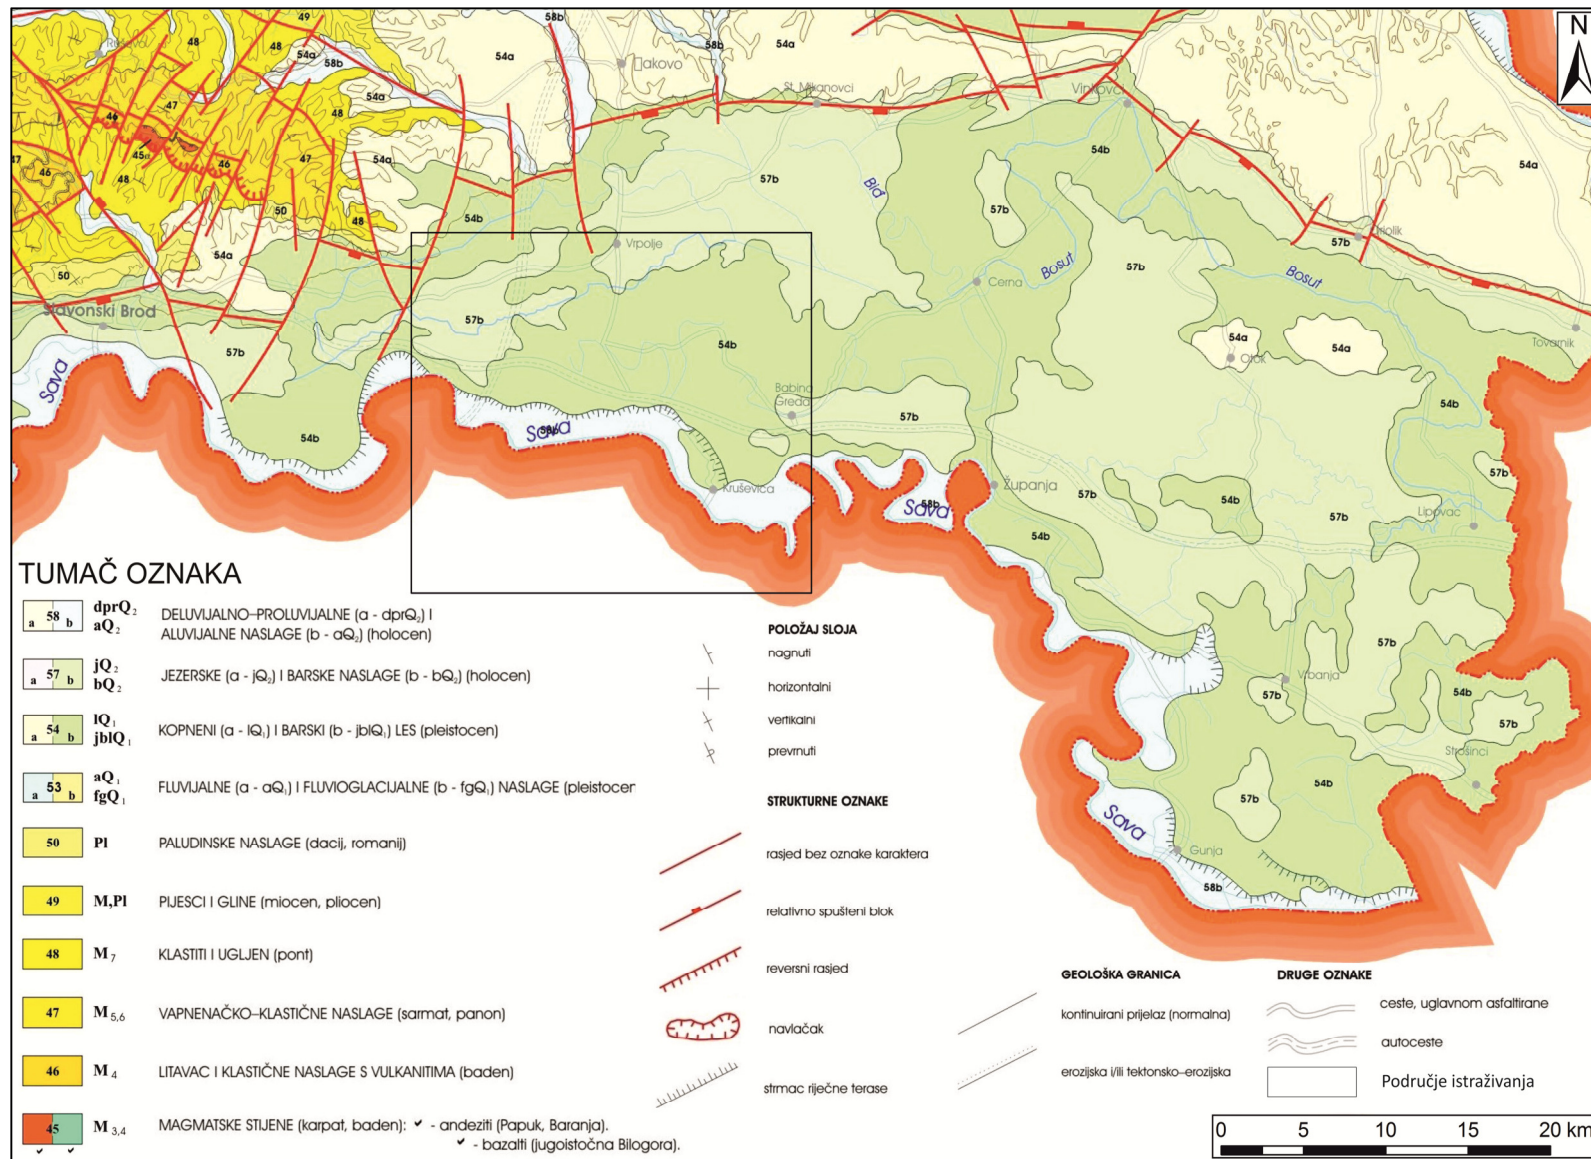 49
58b
48
48
48
54a
58b
54a
54a
N
Đakovo
58b
54a
47
48
54a
St. Mikanovci
Vinkovci
46
45a
48
46
47
54a
46
47
50
48
54b
57b
Biđ
54b
57b
54a
54a
Vrpolje
57b
Bosut
57b
Bosut
50
Cerna
Slavonski Brod
57b
54b
54a
Otok
54a
Tovarnik
Sava
57b
Babina
Greda
57b
54b
54b
Sava
58b
Kruševica
58b
Sava
Županja
57b
54b
57b
57b
Lipovac
54b
57b
Vrbanja
57b
54b
57b
Strošinci
57b
54b
Sava
Gunja
58b
TUMAČ OZNAKA
a 58 b dprQ₂ aQ₂ DELUVIJALNO–PROLUVIJALNE (a - dprQ₂) I
ALUVIJALNE NASLAGE (b - aQ₂) (holocen)
a 57 b jQ₂ bQ₂ JEZERSKE (a - jQ₂) I BARSKE NASLAGE (b - bQ₂) (holocen)
a 54 b lQ₁ jblQ₁ KOPNENI (a - lQ₁) I BARSKI (b - jblQ₁) LES (pleistocen)
a 53 b aQ₁ fgQ₁ FLUVIJALNE (a - aQ₁) I FLUVIOGLACIJALNE (b - fgQ₁) NASLAGE (pleistocen
50 Pl PALUDINSKE NASLAGE (dacij, romanij)
49 M,Pl PIJESCI I GLINE (miocen, pliocen)
48 M₇ KLASTITI I UGLJEN (pont)
47 M₅,₆ VAPNENAČKO–KLASTIČNE NASLAGE (sarmat, panon)
46 M₄ LITAVAC I KLASTIČNE NASLAGE S VULKANITIMA (baden)
45 M₃,₄ MAGMATSKE STIJENE (karpat, baden): - andeziti (Papuk, Baranja).
- bazalti (jugoistočna Bilogora).
POLOŽAJ SLOJA
nagnuti
horizontalni
vertikalni
prevrnuti
STRUKTURNE OZNAKE
rasjed bez oznake karaktera
relativno spušteni blok
reversni rasjed
navlačak
strmac riječne terase
GEOLOŠKA GRANICA
kontinuirani prijelaz (normalna)
erozijska i/ili tektonsko–erozijska
DRUGE OZNAKE
ceste, uglavnom asfaltirane
autoceste
Područje istraživanja
0 5 10 15 20 km